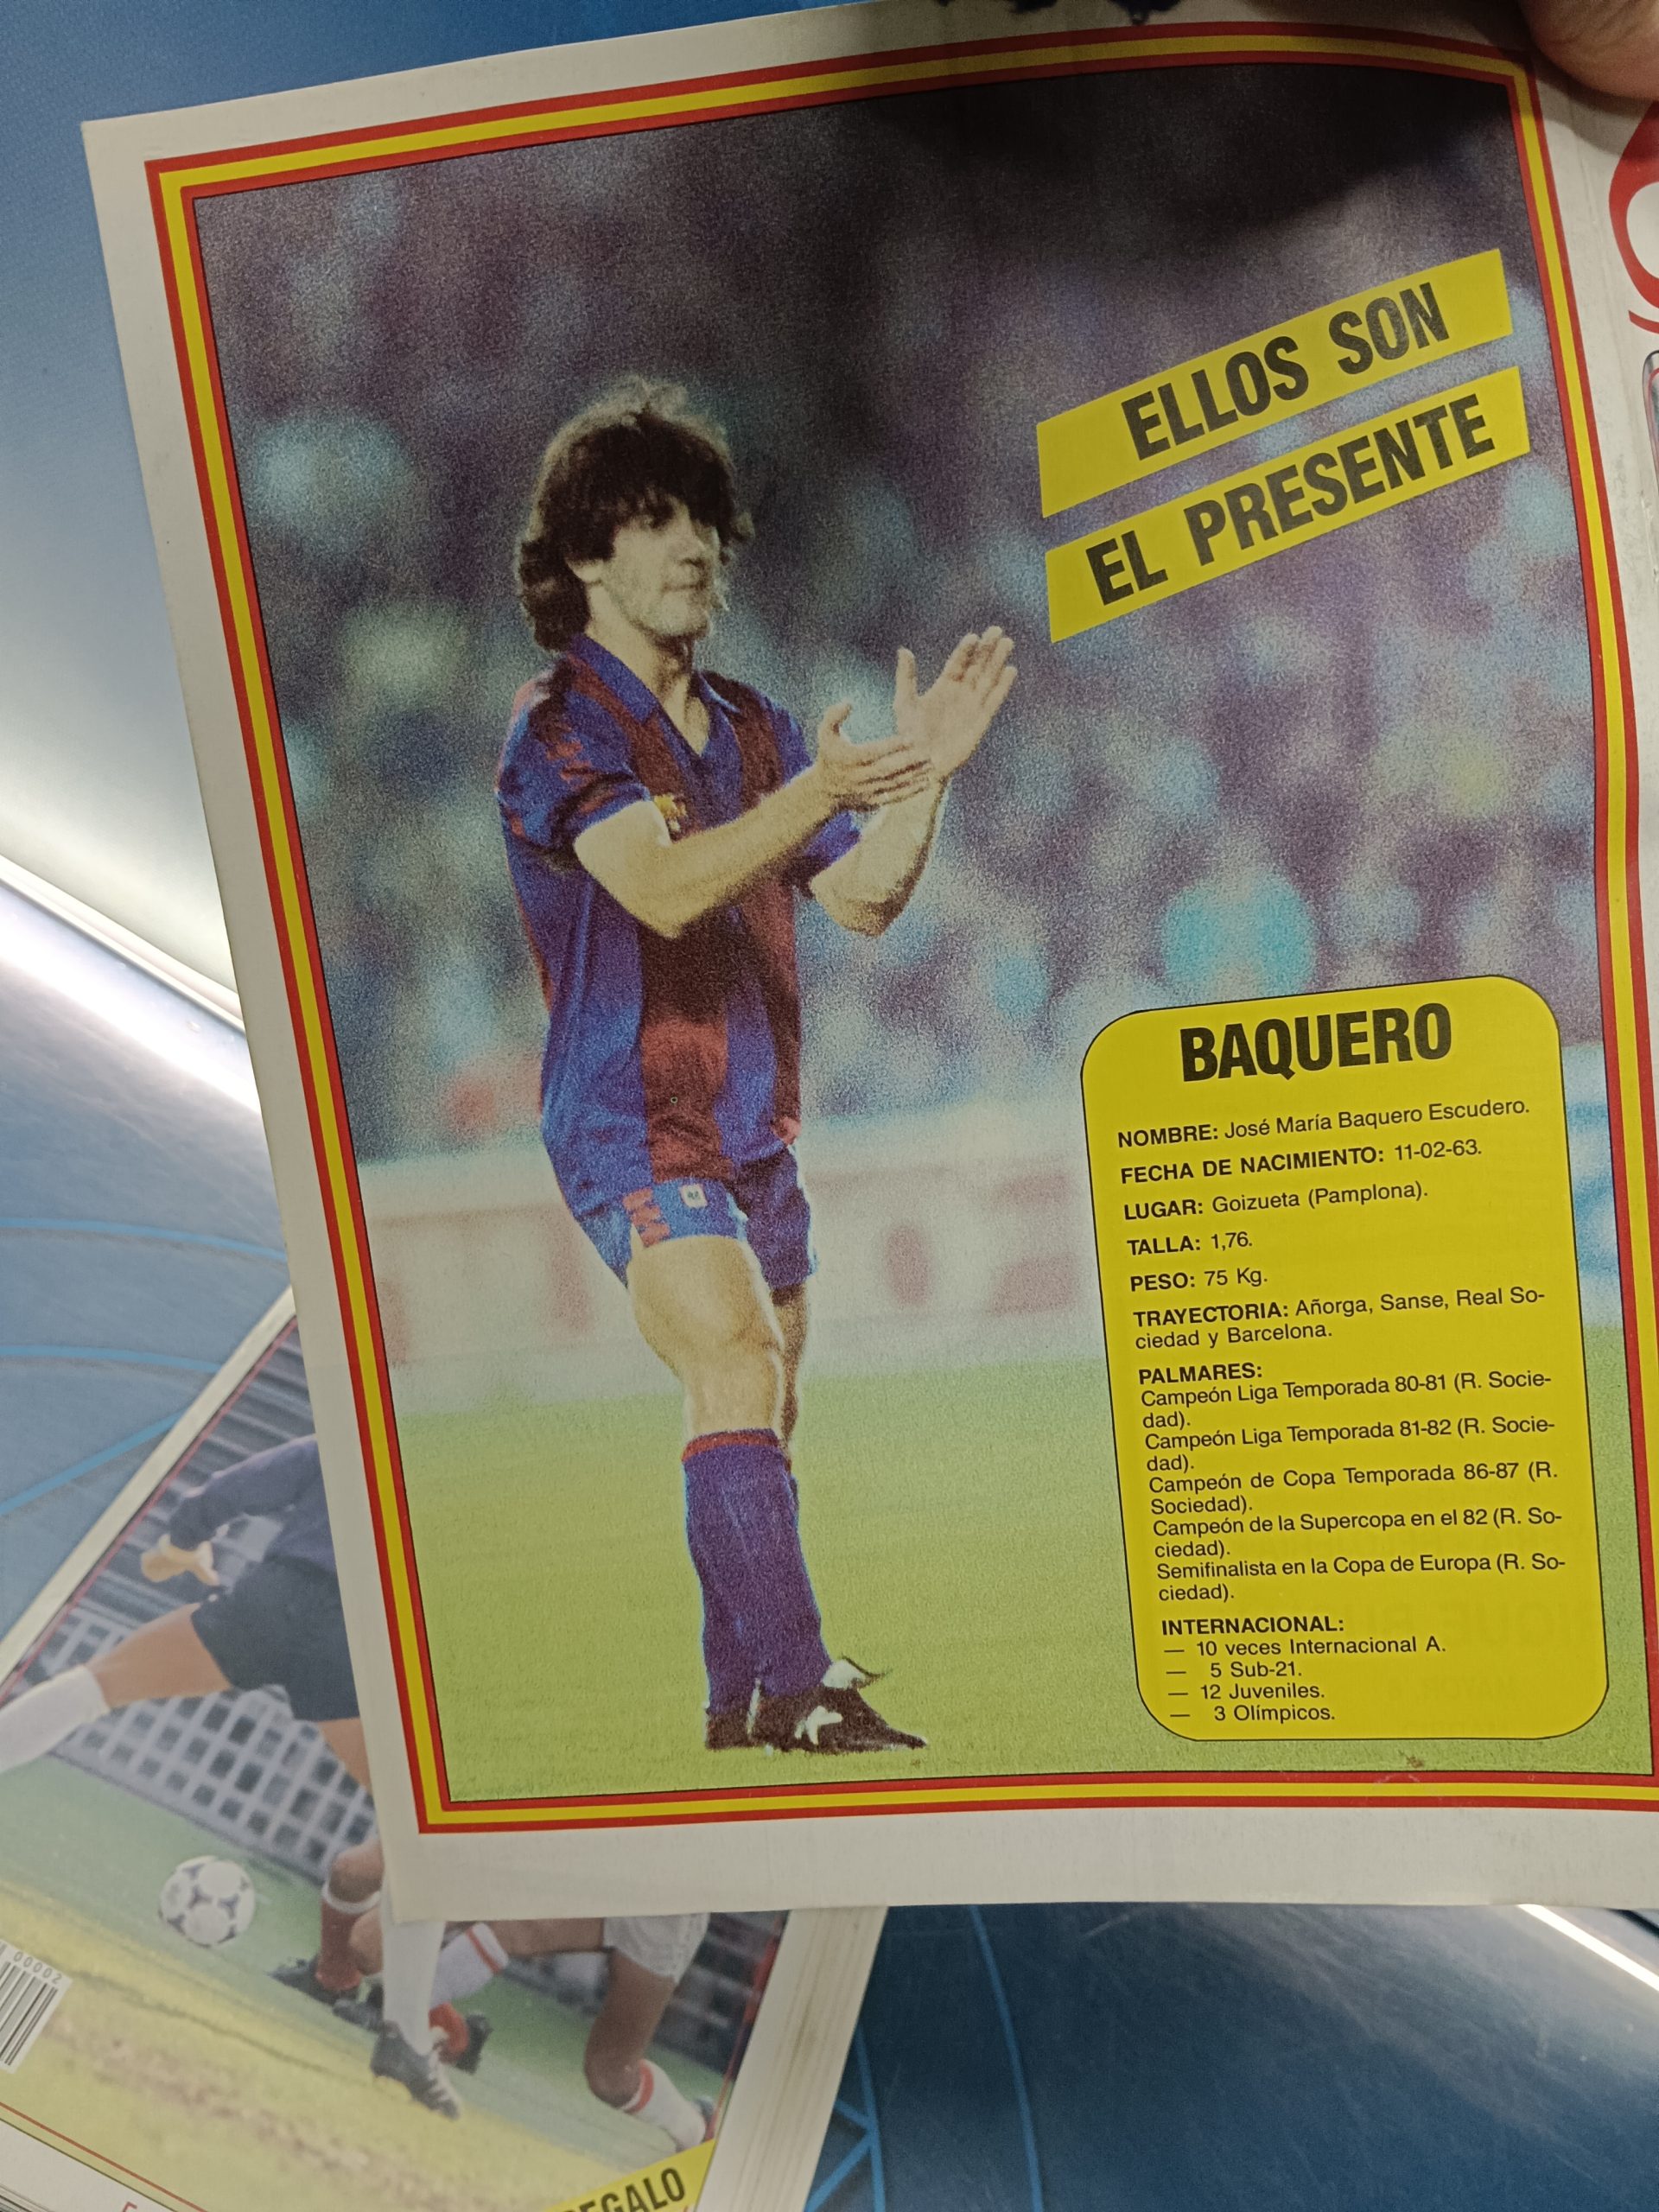 ELLOS SON
EL PRESENTE
BAQUERO
NOMBRE: José María Baquero Escudero.
FECHA DE NACIMIENTO: 11-02-63.
LUGAR: Goizueta (Pamplona).
TALLA: 1,76.
PESO: 75 Kg.
TRAYECTORIA: Añorga, Sanse, Real So-
ciedad y Barcelona.
PALMARES:
Campeón Liga Temporada 80-81 (R. Socie-
dad).
Campeón Liga Temporada 81-82 (R. Socie-
dad).
Campeón de Copa Temporada 86-87 (R.
Sociedad).
Campeón de la Supercopa en el 82 (R. So-
ciedad).
Semifinalista en la Copa de Europa (R. So-
ciedad).
INTERNACIONAL:
— 10 veces Internacional A.
— 5 Sub-21.
— 12 Juveniles.
— 3 Olímpicos.
00002